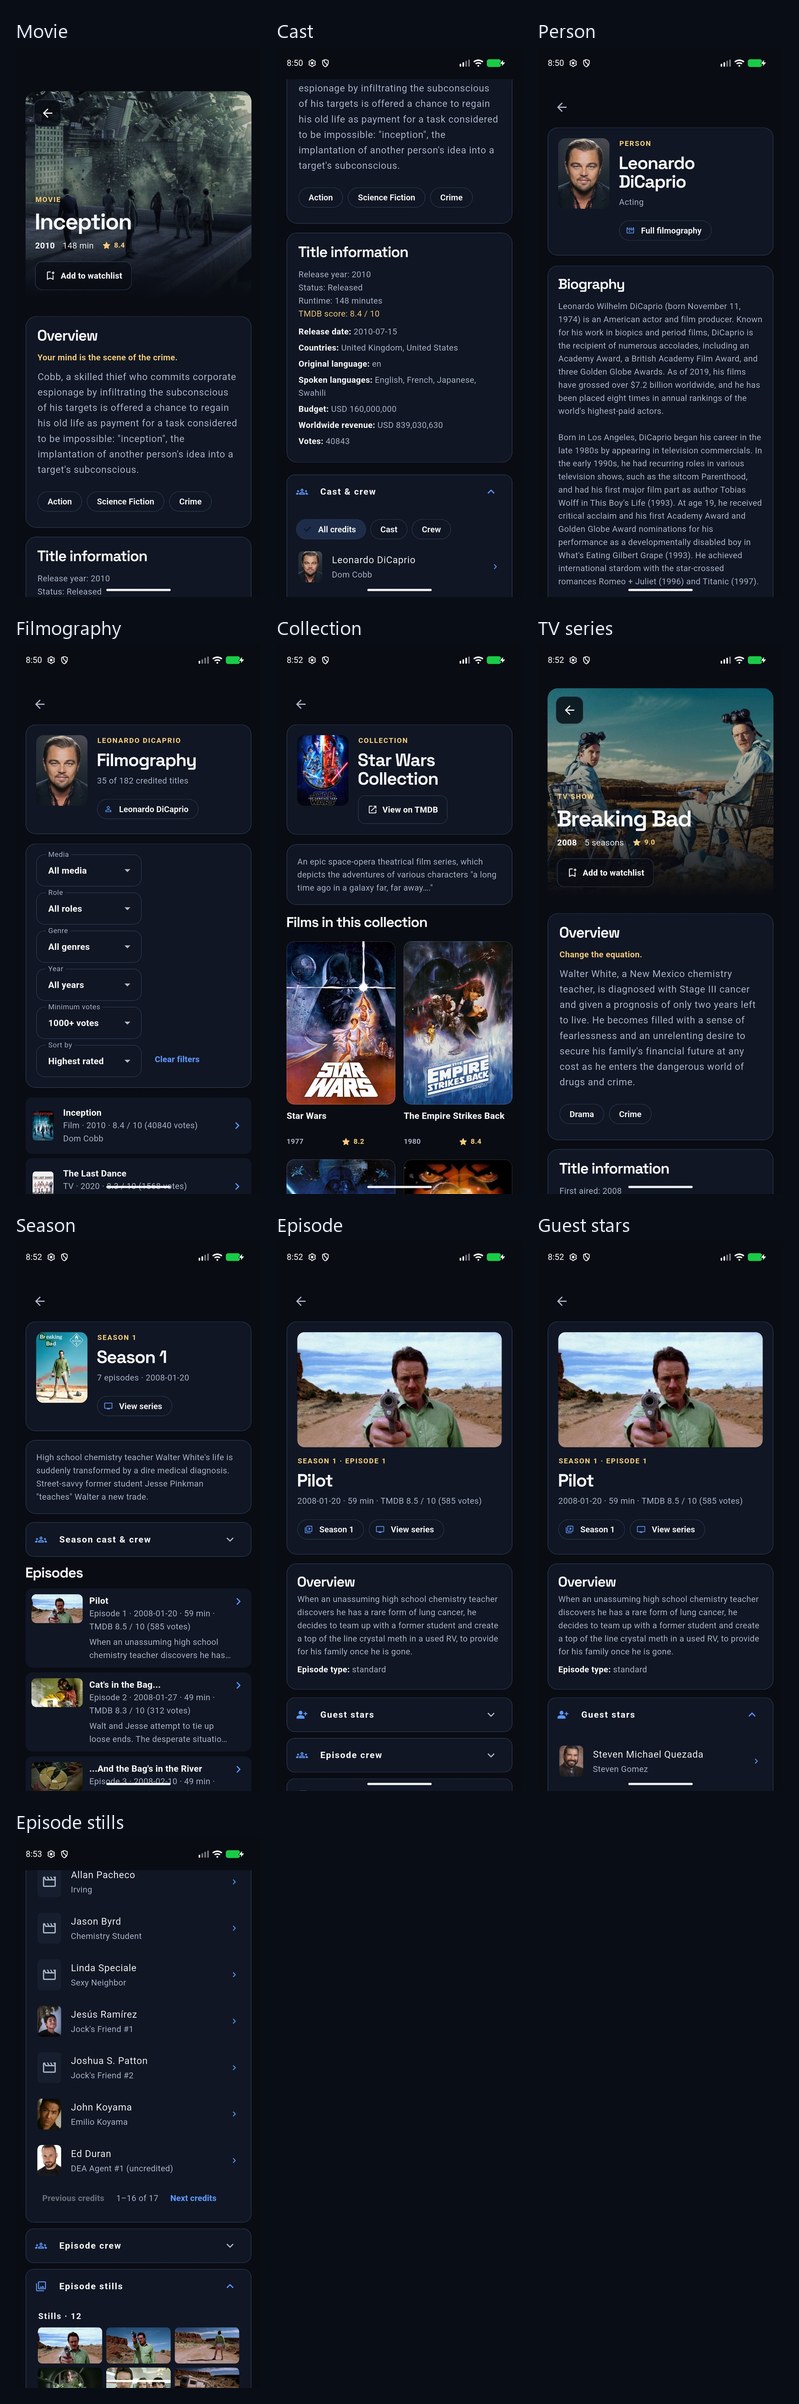 Movie
Cast
Person
MOVIE
Inception
2010 148 min 8.4
Add to watchlist
Overview
Your mind is the scene of the crime.
Cobb, a skilled thief who commits corporate
espionage by infiltrating the subconscious
of his targets is offered a chance to regain
his old life as payment for a task considered
to be impossible: "inception", the
implantation of another person's idea into a
target's subconscious.
Action Science Fiction Crime
Title information
Release year: 2010
Status: Released
8:50
espionage by infiltrating the subconscious
of his targets is offered a chance to regain
his old life as payment for a task considered
to be impossible: "inception", the
implantation of another person's idea into a
target's subconscious.
Action Science Fiction Crime
Title information
Release year: 2010
Status: Released
Runtime: 148 minutes
TMDB score: 8.4 / 10
Release date: 2010-07-15
Countries: United Kingdom, United States
Original language: en
Spoken languages: English, French, Japanese,
Swahili
Budget: USD 160,000,000
Worldwide revenue: USD 839,030,630
Votes: 40843
Cast & crew
All credits Cast Crew
Leonardo DiCaprio
Dom Cobb
8:50
PERSON
Leonardo
DiCaprio
Acting
Full filmography
Biography
Leonardo Wilhelm DiCaprio (born November 11,
1974) is an American actor and film producer. Known
for his work in biopics and period films, DiCaprio is
the recipient of numerous accolades, including an
Academy Award, a British Academy Film Award, and
three Golden Globe Awards. As of 2019, his films
have grossed over $7.2 billion worldwide, and he has
been placed eight times in annual rankings of the
world's highest-paid actors.
Born in Los Angeles, DiCaprio began his career in the
late 1980s by appearing in television commercials. In
the early 1990s, he had recurring roles in various
television shows, such as the sitcom Parenthood,
and had his first major film part as author Tobias
Wolff in This Boy's Life (1993). At age 19, he received
critical acclaim and his first Academy Award and
Golden Globe Award nominations for his
performance as a developmentally disabled boy in
What's Eating Gilbert Grape (1993). He achieved
international stardom with the star-crossed
romances Romeo + Juliet (1996) and Titanic (1997).
Filmography
Collection
TV series
8:50
LEONARDO DICAPRIO
Filmography
35 of 182 credited titles
Leonardo DiCaprio
Media
All media
Role
All roles
Genre
All genres
Year
All years
Minimum votes
1000+ votes
Sort by
Highest rated
Clear filters
Inception
Film · 2010 · 8.4 / 10 (40840 votes)
Dom Cobb
The Last Dance
TV · 2020 · 8.3 / 10 (1568 votes)
8:52
COLLECTION
Star Wars
Collection
View on TMDB
An epic space-opera theatrical film series, which
depicts the adventures of various characters "a long
time ago in a galaxy far, far away…."
Films in this collection
STAR
WARS
THE EMPIRE
STRIKES BACK
Star Wars
The Empire Strikes Back
1977 8.2
1980 8.4
8:52
TV SHOW
Breaking Bad
2008 5 seasons 9.0
Add to watchlist
Overview
Change the equation.
Walter White, a New Mexico chemistry
teacher, is diagnosed with Stage III cancer
and given a prognosis of only two years left
to live. He becomes filled with a sense of
fearlessness and an unrelenting desire to
secure his family's financial future at any
cost as he enters the dangerous world of
drugs and crime.
Drama Crime
Title information
First aired: 2008
Season
Episode
Guest stars
8:52
Breaking
Bad
SEASON 1
Season 1
7 episodes · 2008-01-20
View series
High school chemistry teacher Walter White's life is
suddenly transformed by a dire medical diagnosis.
Street-savvy former student Jesse Pinkman
"teaches" Walter a new trade.
Season cast & crew
Episodes
Pilot
Episode 1 · 2008-01-20 · 59 min ·
TMDB 8.5 / 10 (585 votes)
When an unassuming high school
chemistry teacher discovers he has…
Cat's in the Bag...
Episode 2 · 2008-01-27 · 49 min ·
TMDB 8.3 / 10 (312 votes)
Walt and Jesse attempt to tie up
loose ends. The desperate situatio…
...And the Bag's in the River
Episode 3 · 2008-02-10 · 49 min ·
8:52
SEASON 1 · EPISODE 1
Pilot
2008-01-20 · 59 min · TMDB 8.5 / 10 (585 votes)
Season 1 View series
Overview
When an unassuming high school chemistry teacher
discovers he has a rare form of lung cancer, he
decides to team up with a former student and create
a top of the line crystal meth in a used RV, to provide
for his family once he is gone.
Episode type: standard
Guest stars
Episode crew
8:52
SEASON 1 · EPISODE 1
Pilot
2008-01-20 · 59 min · TMDB 8.5 / 10 (585 votes)
Season 1 View series
Overview
When an unassuming high school chemistry teacher
discovers he has a rare form of lung cancer, he
decides to team up with a former student and create
a top of the line crystal meth in a used RV, to provide
for his family once he is gone.
Episode type: standard
Guest stars
Steven Michael Quezada
Steven Gomez
Episode stills
8:53
Allan Pacheco
Irving
Jason Byrd
Chemistry Student
Linda Speciale
Sexy Neighbor
Jesús Ramírez
Jock's Friend #1
Joshua S. Patton
Jock's Friend #2
John Koyama
Emilio Koyama
Ed Duran
DEA Agent #1 (uncredited)
Previous credits 1–16 of 17 Next credits
Episode crew
Episode stills
Stills · 12